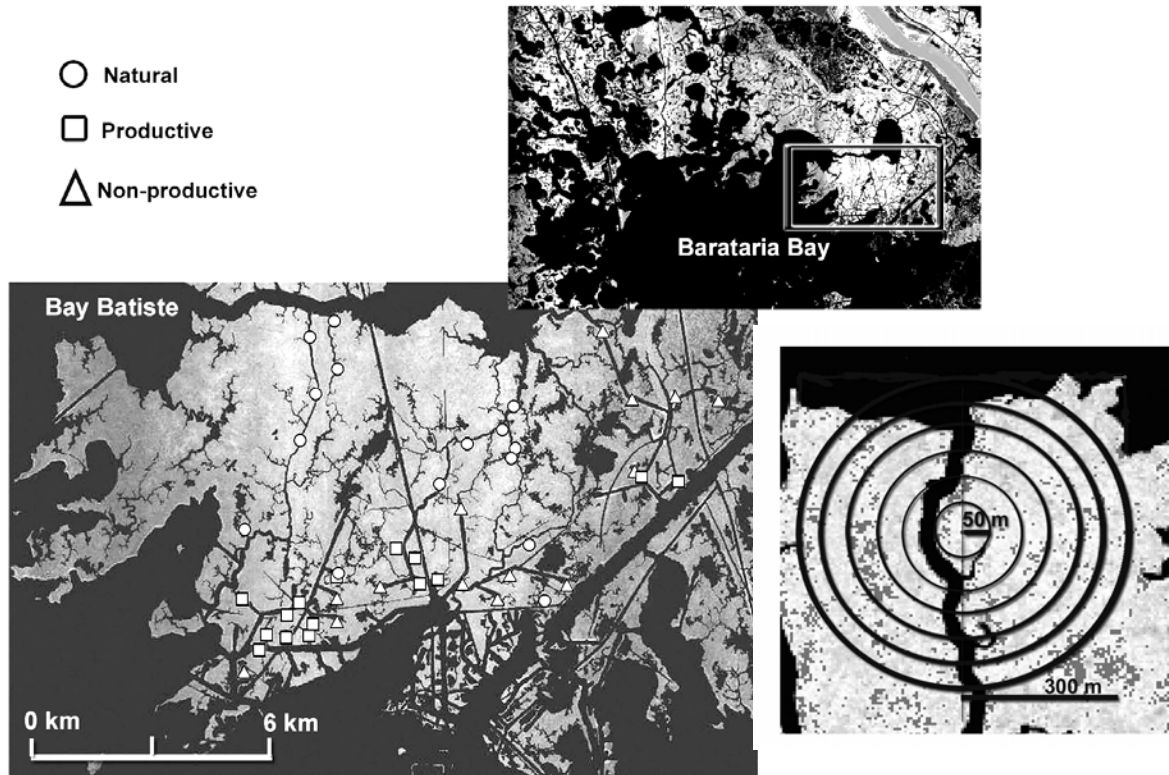 Natural
Productive
Non-productive
Barataria Bay
Bay Batiste
0 km 6 km
50 m
300 m